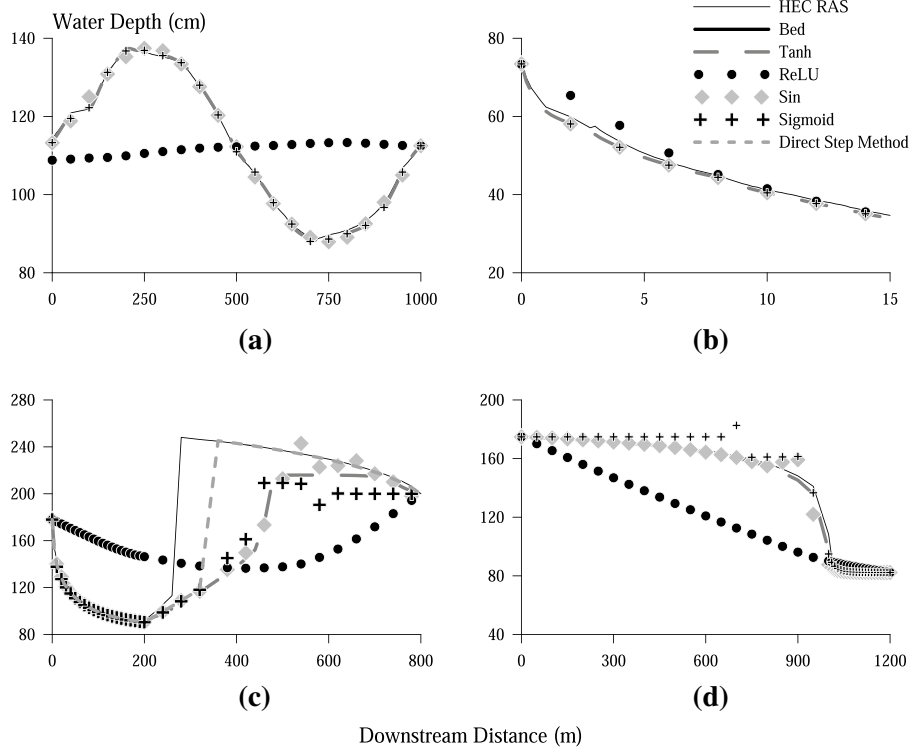 Water Depth (cm)
140
120
100
80
0
250
500
750
1000
(a)
HEC RAS
Bed
Tanh
ReLU
Sin
Sigmoid
Direct Step Method
80
60
40
20
0
5
10
15
(b)
280
240
200
160
120
80
0
200
400
600
800
(c)
200
160
120
80
40
0
300
600
900
1200
(d)
Downstream Distance (m)